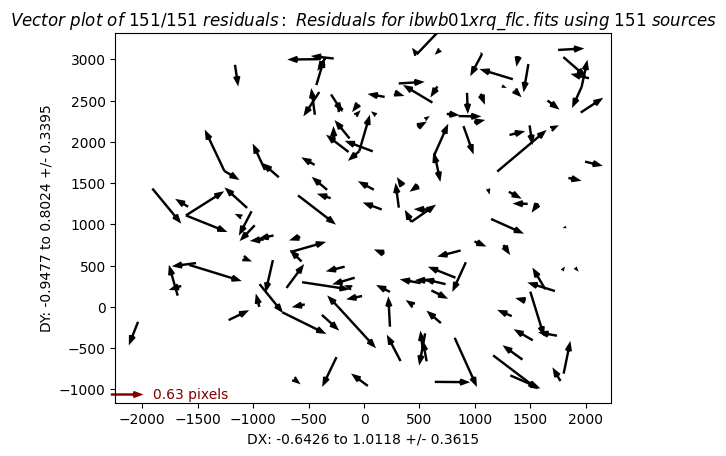 Vector plot of 151/151 residuals: Residuals for ibwb01xrq_flc.fits using 151 sources
3000
2500
2000
1500
1000
500
0
−500
−1000
DY: -0.9477 to 0.8024 +/- 0.3395
0.63 pixels
−2000 −1500 −1000 −500 0 500 1000 1500 2000
DX: -0.6426 to 1.0118 +/- 0.3615